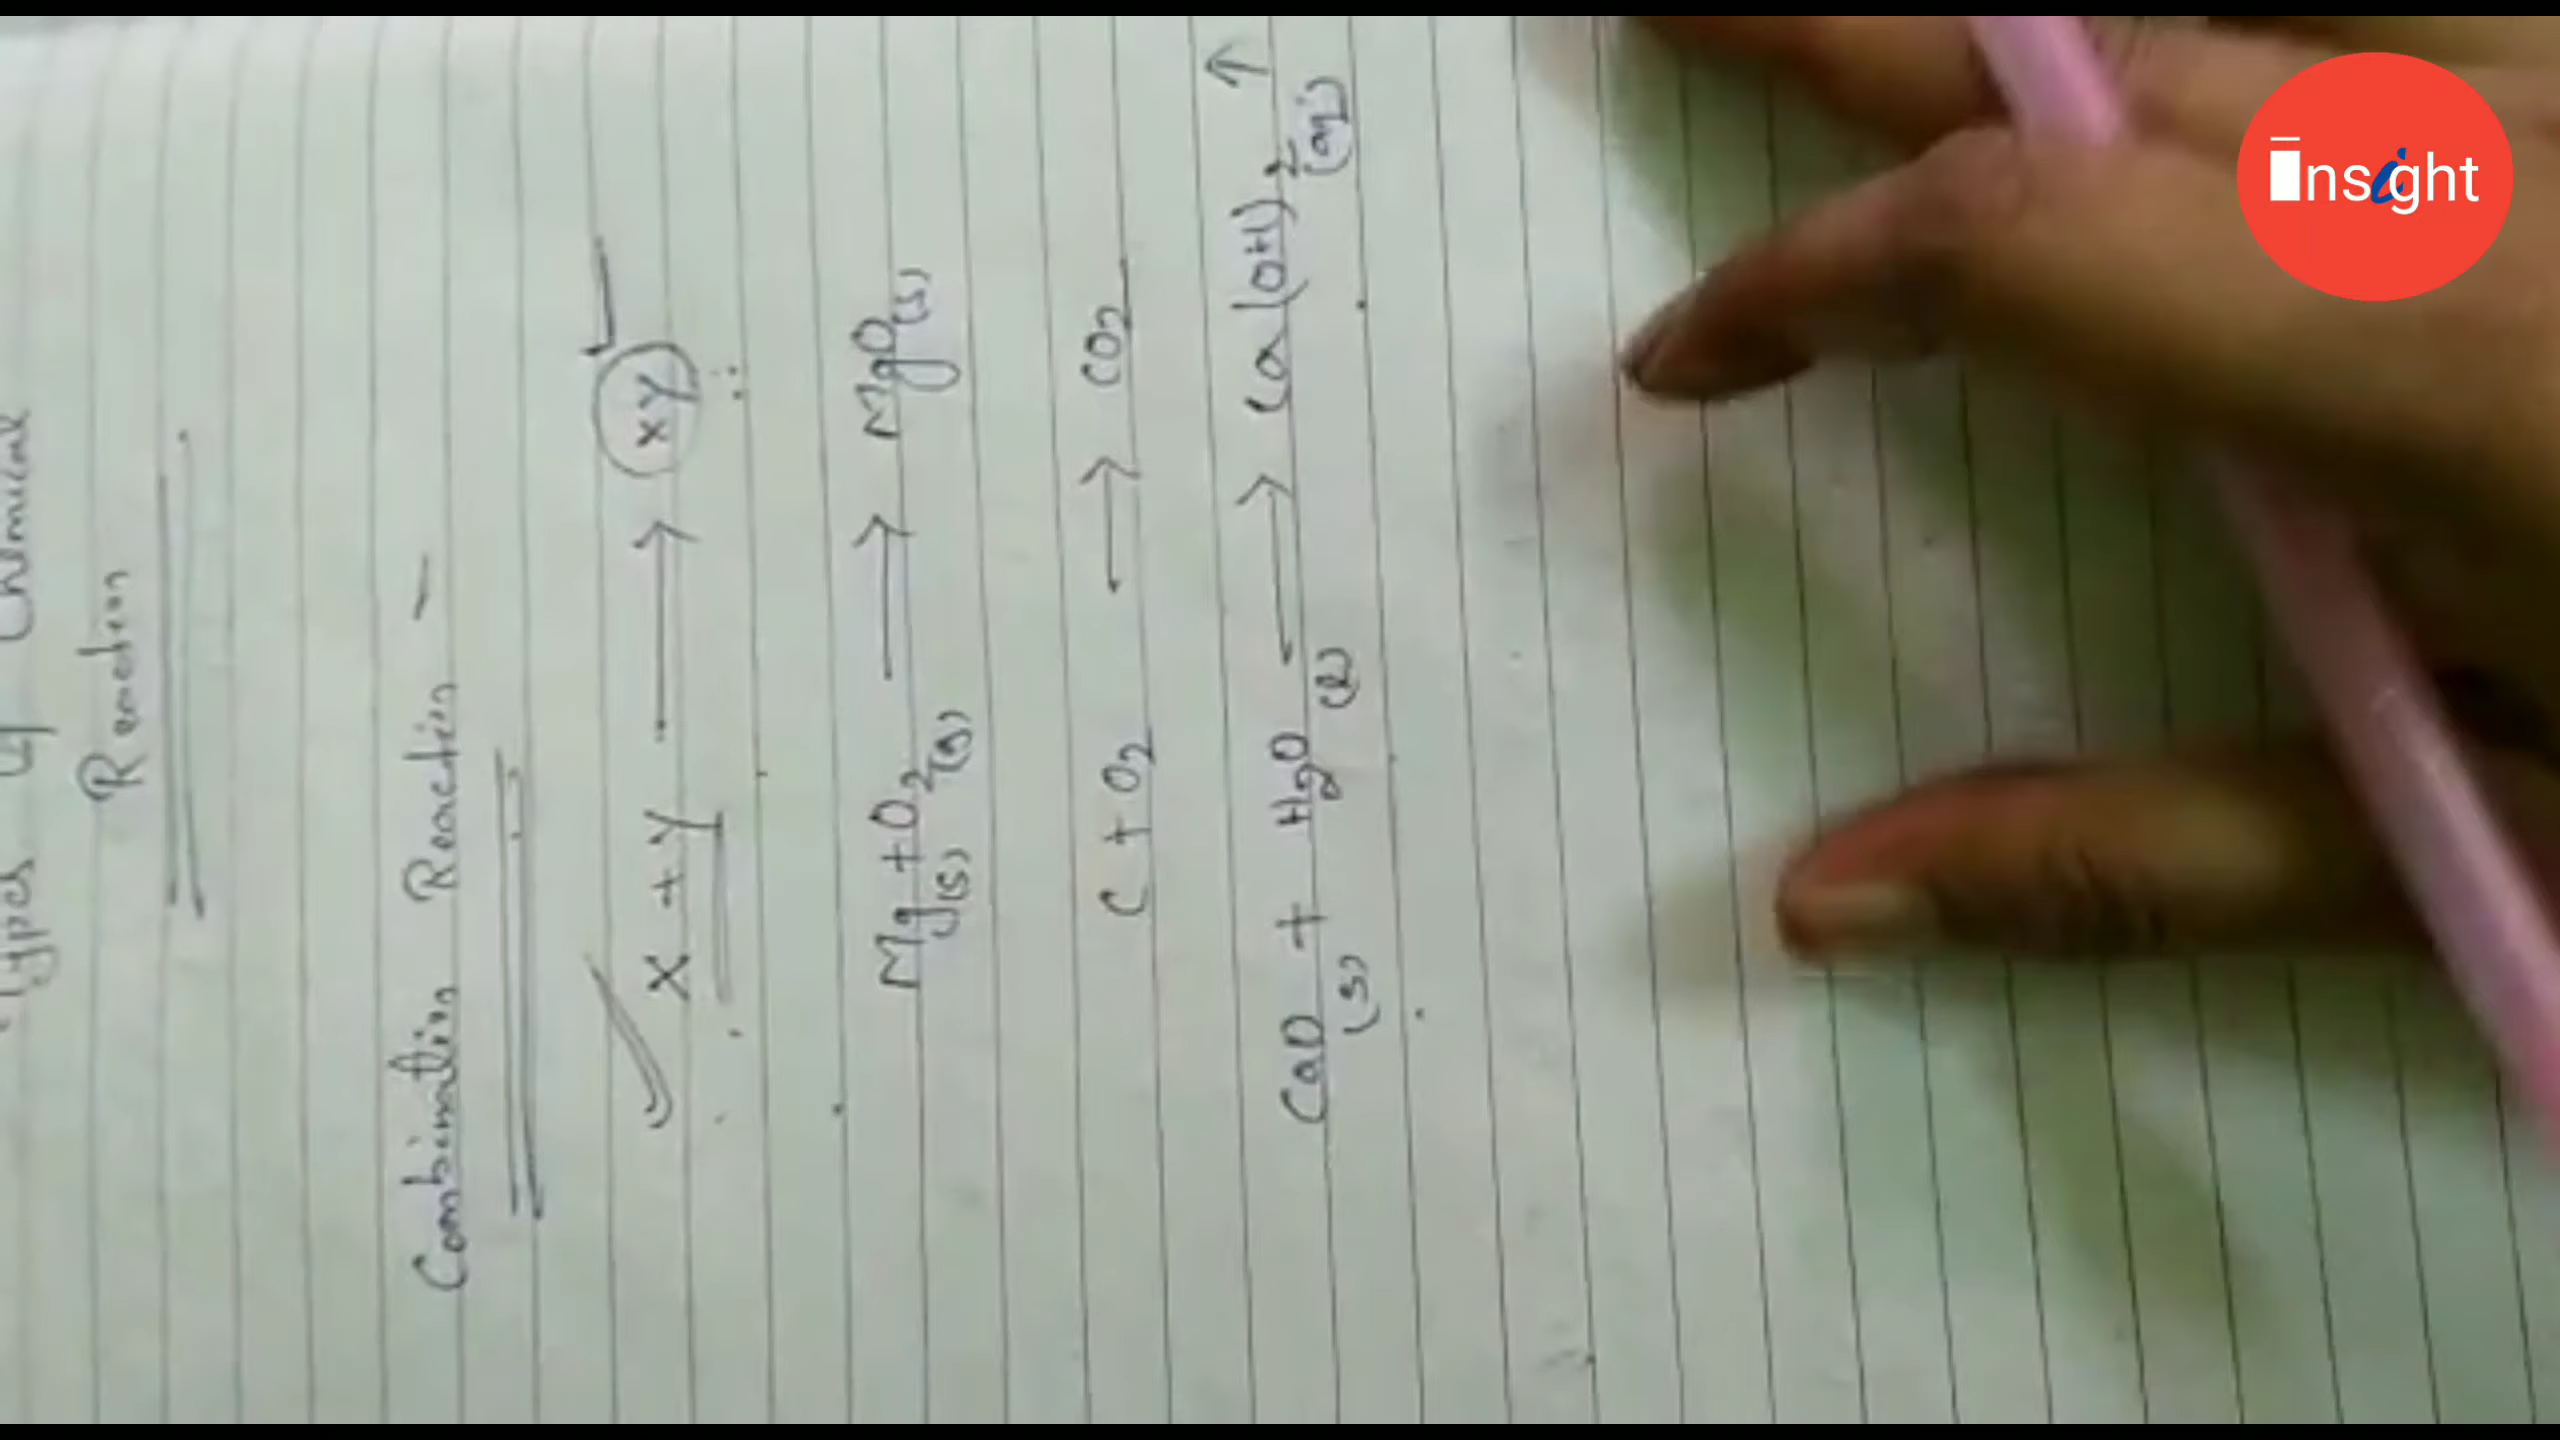 Types of Chemical
Reaction
Combination Reaction -
X + Y → XY
Mg(s) + O2(g) → MgO(s)
C + O2 → CO2
CaO(s) + H2O(l) → Ca(OH)2(aq) →
Insight